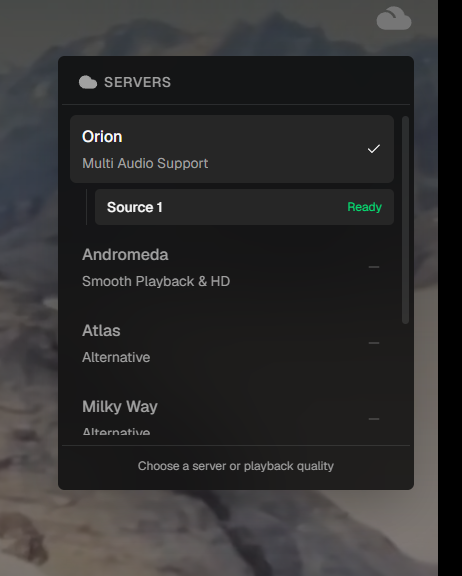 SERVERS
Orion
Multi Audio Support
Source 1
Ready
Andromeda
Smooth Playback & HD
Atlas
Alternative
Milky Way
Alternative
Choose a server or playback quality